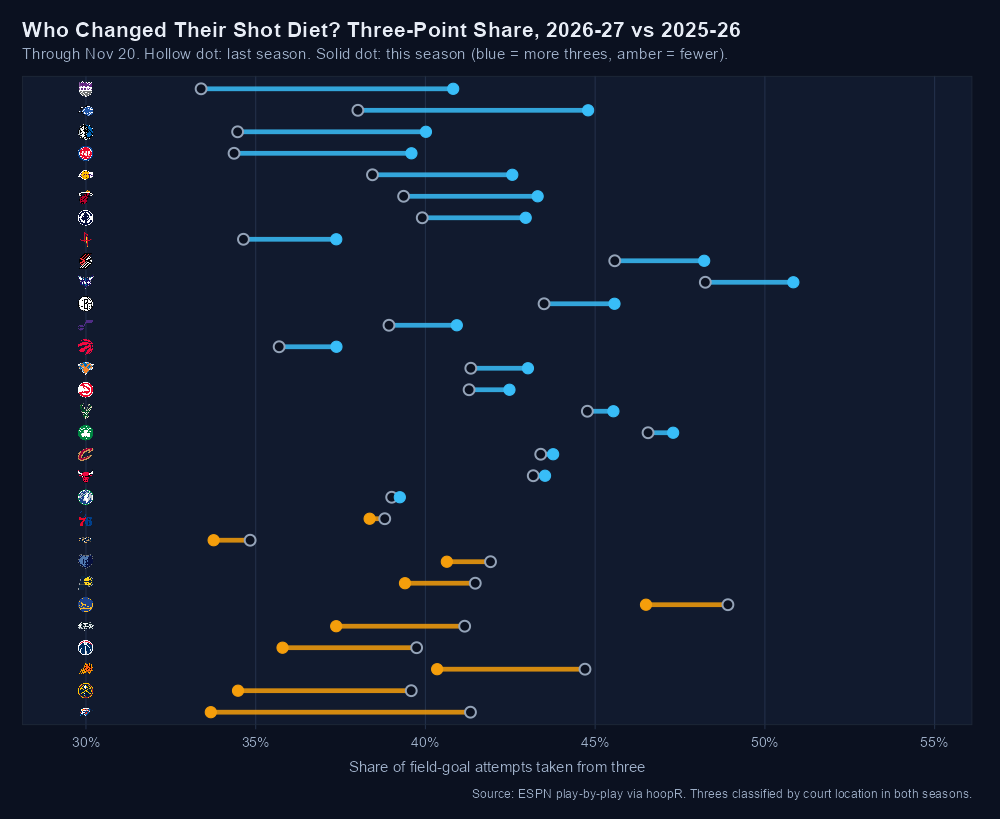 Who Changed Their Shot Diet? Three-Point Share, 2026-27 vs 2025-26
Through Nov 20. Hollow dot: last season. Solid dot: this season (blue = more threes, amber = fewer).
30%
35%
40%
45%
50%
55%
Share of field-goal attempts taken from three
Source: ESPN play-by-play via hoopR. Threes classified by court location in both seasons.